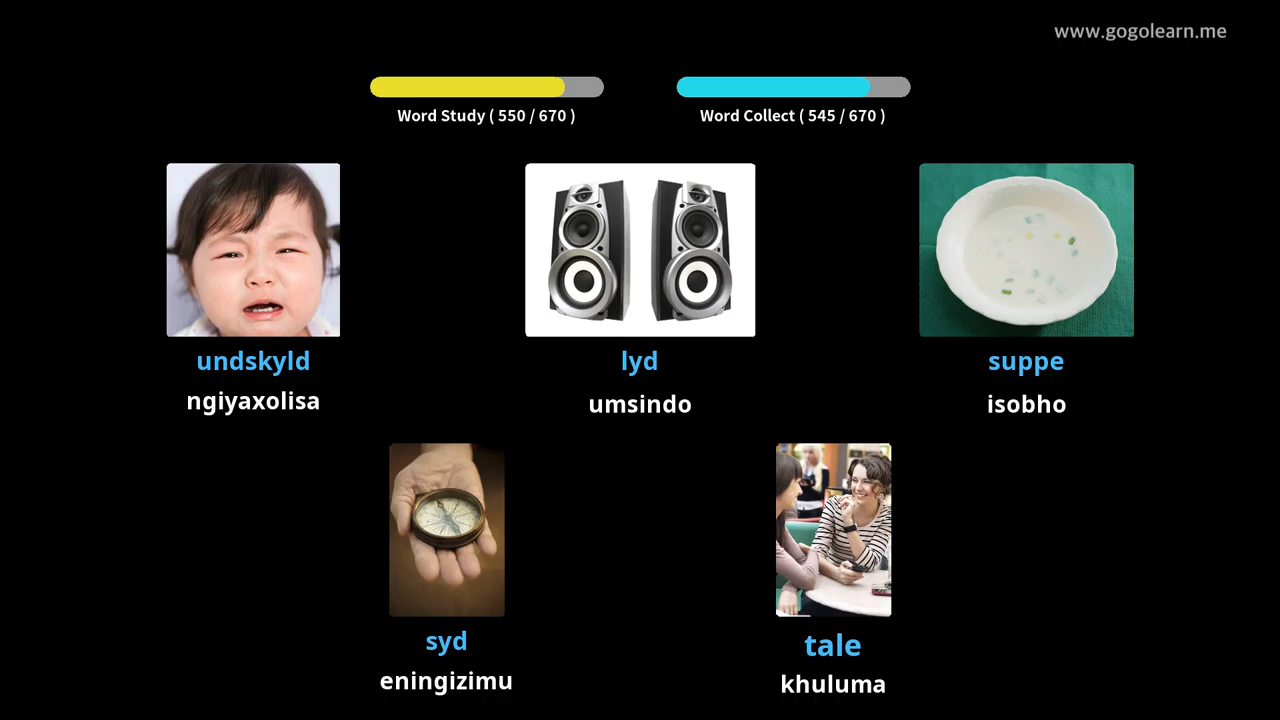 www.gogolearn.me
Word Study ( 550 / 670 )
Word Collect ( 545 / 670 )
undskyld
ngiyaxolisa
lyd
umsindo
suppe
isobho
syd
eningizimu
tale
khuluma